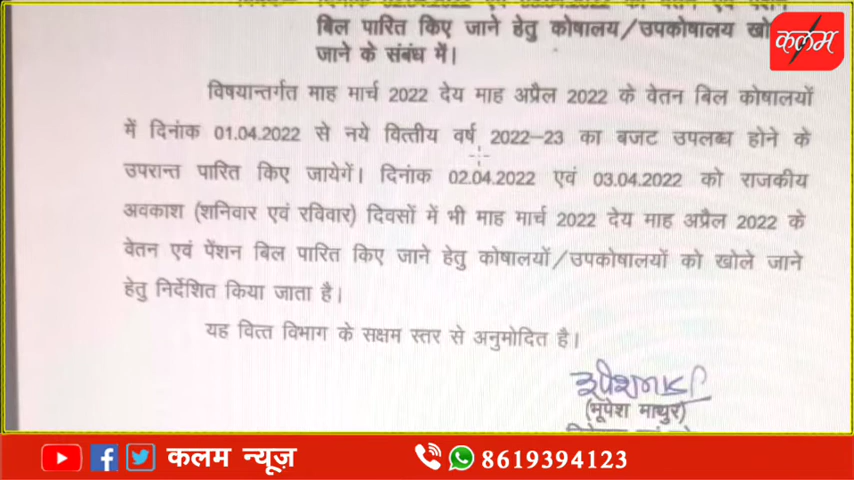 बिल पारित किए जाने हेतु कोषालय/उपकोषालय खो
जाने के संबंध में।
कलम
विषयान्तर्गत माह मार्च 2022 देय माह अप्रैल 2022 के वेतन बिल कोषालयों
में दिनांक 01.04.2022 से नये वित्तीय वर्ष 2022–23 का बजट उपलब्ध होने के
उपरान्त पारित किए जायेगें। दिनांक 02.04.2022 एवं 03.04.2022 को राजकीय
अवकाश (शनिवार एवं रविवार) दिवसों में भी माह मार्च 2022 देय माह अप्रैल 2022 के
वेतन एवं पेंशन बिल पारित किए जाने हेतु कोषालयों/उपकोषालयों को खोले जाने
हेतु निर्देशित किया जाता है।
यह वित्त विभाग के सक्षम स्तर से अनुमोदित है।
(भूपेश माथुर)
कलम न्यूज़
8619394123